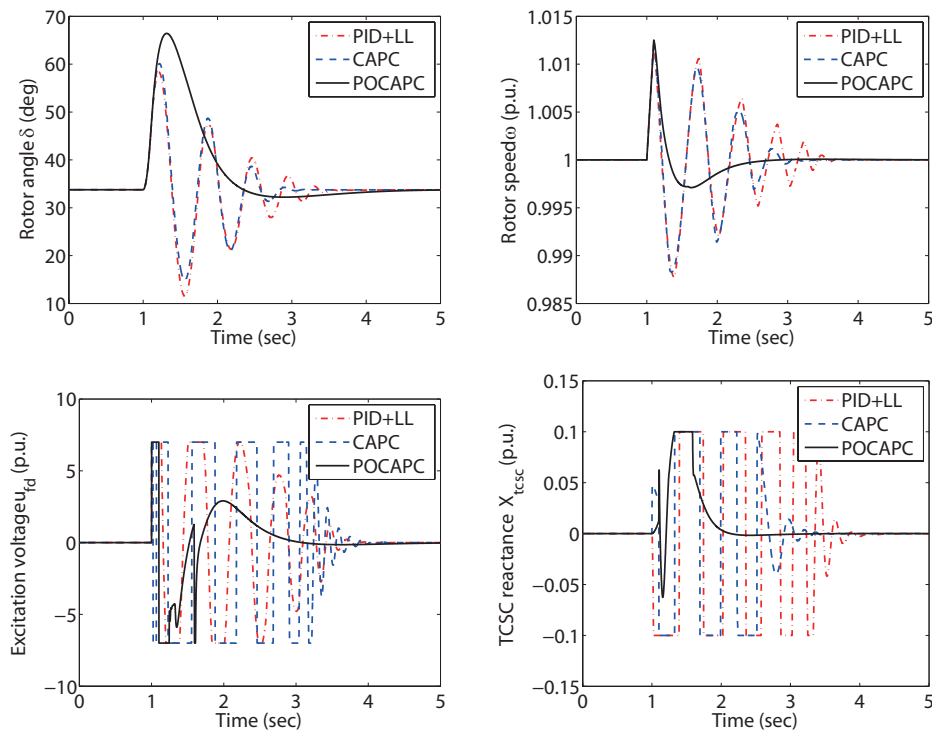 Rotor angle δ (deg)
70
60
50
40
30
20
10
0 1 2 3 4 5
Time (sec)
PID+LL
CAPC
POCAPC
Rotor speedω (p.u.)
1.015
1.01
1.005
1
0.995
0.99
0.985
0 1 2 3 4 5
Time (sec)
PID+LL
CAPC
POCAPC
Excitation voltageu_fd (p.u.)
10
5
0
−5
−10
0 1 2 3 4 5
Time (sec)
PID+LL
CAPC
POCAPC
TCSC reactance X_tcsc (p.u.)
0.15
0.1
0.05
0
−0.05
−0.1
−0.15
0 1 2 3 4 5
Time (sec)
PID+LL
CAPC
POCAPC